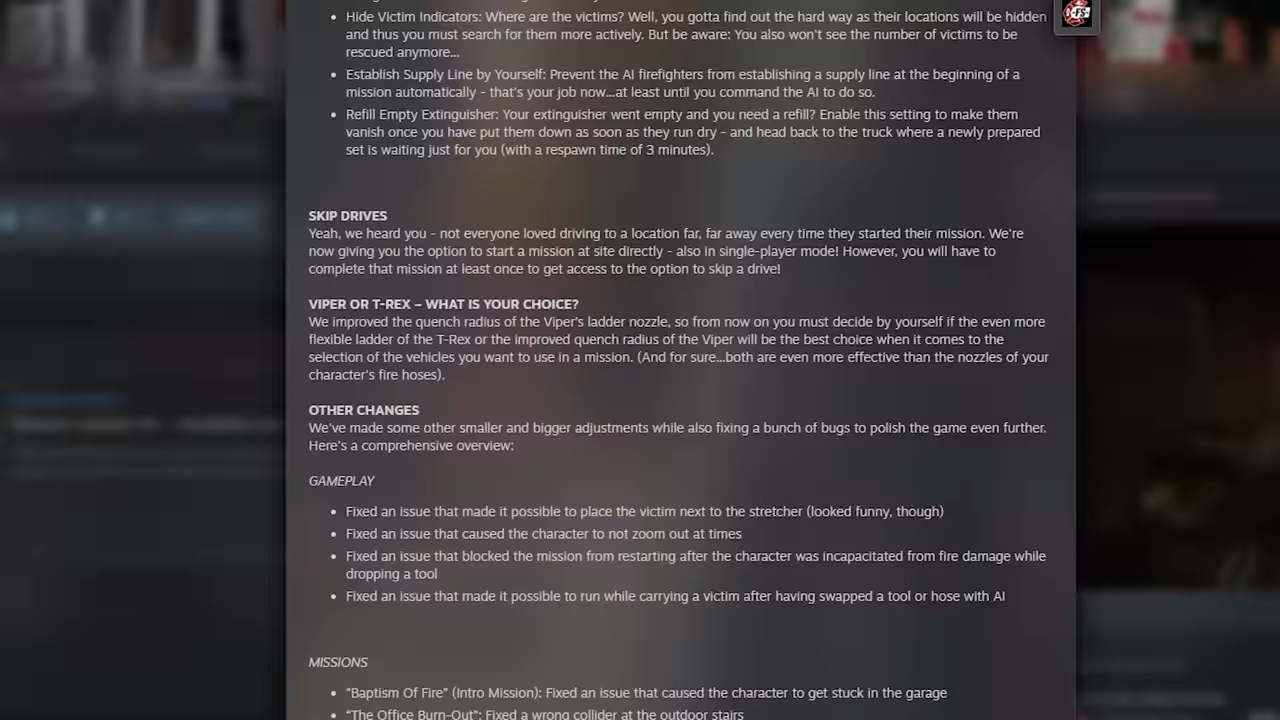 • Hide Victim Indicators: Where are the victims? Well, you gotta find out the hard way as their locations will be hidden
and thus you must search for them more actively. But be aware: You also won't see the number of victims to be
rescued anymore...
• Establish Supply Line by Yourself: Prevent the AI firefighters from establishing a supply line at the beginning of a
mission automatically - that's your job now...at least until you command the AI to do so.
• Refill Empty Extinguisher: Your extinguisher went empty and you need a refill? Enable this setting to make them
vanish once you have put them down as soon as they run dry - and head back to the truck where a newly prepared
set is waiting just for you (with a respawn time of 3 minutes).
SKIP DRIVES
Yeah, we heard you - not everyone loved driving to a location far, far away every time they started their mission. We're
now giving you the option to start a mission at site directly - also in single-player mode! However, you will have to
complete that mission at least once to get access to the option to skip a drive!
VIPER OR T-REX – WHAT IS YOUR CHOICE?
We improved the quench radius of the Viper's ladder nozzle, so from now on you must decide by yourself if the even more
flexible ladder of the T-Rex or the improved quench radius of the Viper will be the best choice when it comes to the
selection of the vehicles you want to use in a mission. (And for sure...both are even more effective than the nozzles of your
character's fire hoses).
OTHER CHANGES
We've made some other smaller and bigger adjustments while also fixing a bunch of bugs to polish the game even further.
Here's a comprehensive overview:
GAMEPLAY
• Fixed an issue that made it possible to place the victim next to the stretcher (looked funny, though)
• Fixed an issue that caused the character to not zoom out at times
• Fixed an issue that blocked the mission from restarting after the character was incapacitated from fire damage while
dropping a tool
• Fixed an issue that made it possible to run while carrying a victim after having swapped a tool or hose with AI
MISSIONS
• "Baptism Of Fire" (Intro Mission): Fixed an issue that caused the character to get stuck in the garage
• "The Office Burn-Out": Fixed a wrong collider at the outdoor stairs